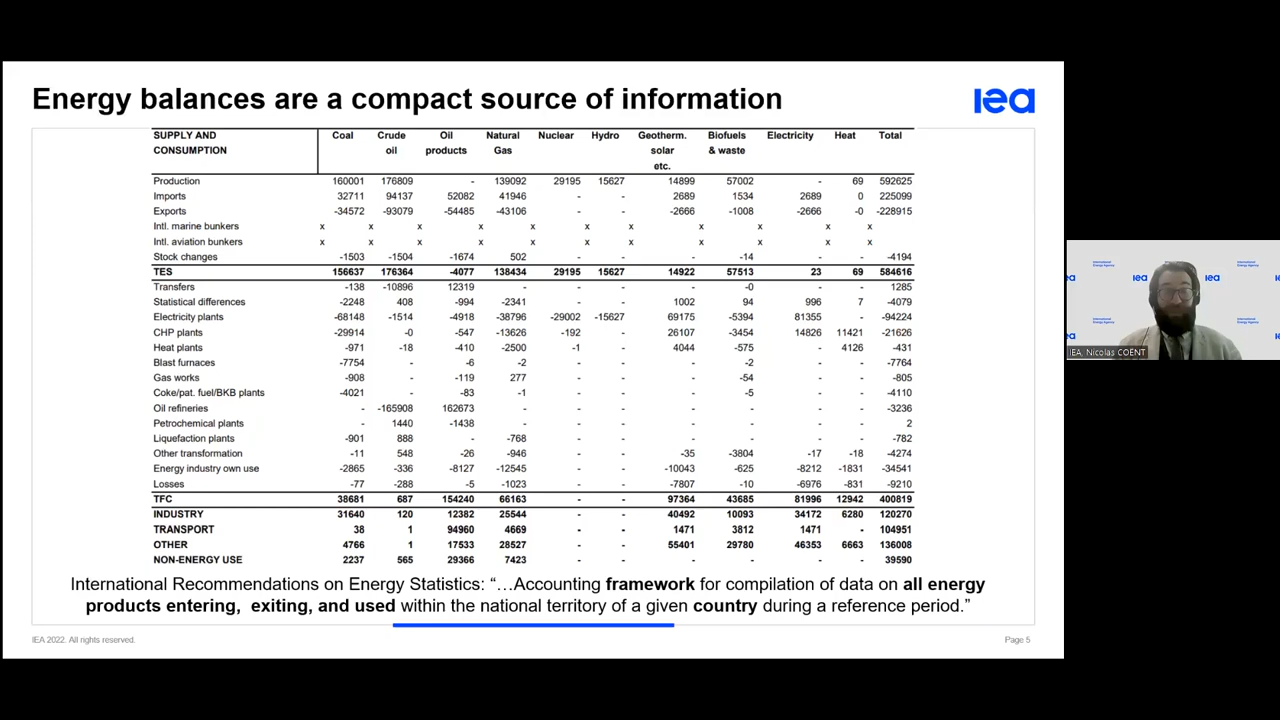 Energy balances are a compact source of information
iea
SUPPLY AND Coal Crude Oil Natural Nuclear Hydro Geotherm. Biofuels Electricity Heat Total
CONSUMPTION oil products Gas solar & waste
etc.
Production 160001 176809 - 139092 29195 15627 14899 57002 - 69 592625
Imports 32711 94137 52082 41946 - - 2689 1534 2689 0 225099
Exports -34572 -93079 -54485 -43106 - - -2666 -1008 -2666 -0 -228915
Intl. marine bunkers x x x x x x x x x x x
Intl. aviation bunkers x x x x x x x x x x x
Stock changes -1503 -1504 -1674 502 - - - -14 - - -4194
TES 156637 176364 -4077 138434 29195 15627 14922 57513 23 69 584616
Transfers -138 -10896 12319 - - - - -0 - - 1285
Statistical differences -2248 408 -994 -2341 - - 1002 94 996 7 -4079
Electricity plants -68148 -1514 -4918 -38796 -29002 -15627 69175 -5394 81355 - -94224
CHP plants -29914 -0 -547 -13626 -192 - 26107 -3454 14826 11421 -21626
Heat plants -971 -18 -410 -2500 -1 - 4044 -575 - 4126 -431
Blast furnaces -7754 - -6 -2 - - - -2 - - -7764
Gas works -908 - -119 277 - - - -54 - - -805
Coke/pat. fuel/BKB plants -4021 - -83 -1 - - - -5 - - -4110
Oil refineries - -165908 162673 - - - - - - - -3236
Petrochemical plants - 1440 -1438 - - - - - - - 2
Liquefaction plants -901 888 - -768 - - - - - - -782
Other transformation -11 548 -26 -946 - - -35 -3804 -17 -18 -4274
Energy industry own use -2865 -336 -8127 -12545 - - -10043 -625 -8212 -1831 -34541
Losses -77 -288 -5 -1023 - - -7807 -10 -6976 -831 -9210
TFC 38681 687 154240 66163 - - 97364 43685 81996 12942 400819
INDUSTRY 31640 120 12382 25544 - - 40492 10093 34172 6280 120270
TRANSPORT 38 1 94960 4669 - - 1471 3812 1471 - 104951
OTHER 4766 1 17533 28527 - - 55401 29780 46353 6663 136008
NON-ENERGY USE 2237 565 29366 7423 - - - - - - 39590
International Recommendations on Energy Statistics: “…Accounting framework for compilation of data on all energy
products entering, exiting, and used within the national territory of a given country during a reference period.”
IEA 2022. All rights reserved.
Page 5
IEA, Nicolas COENT